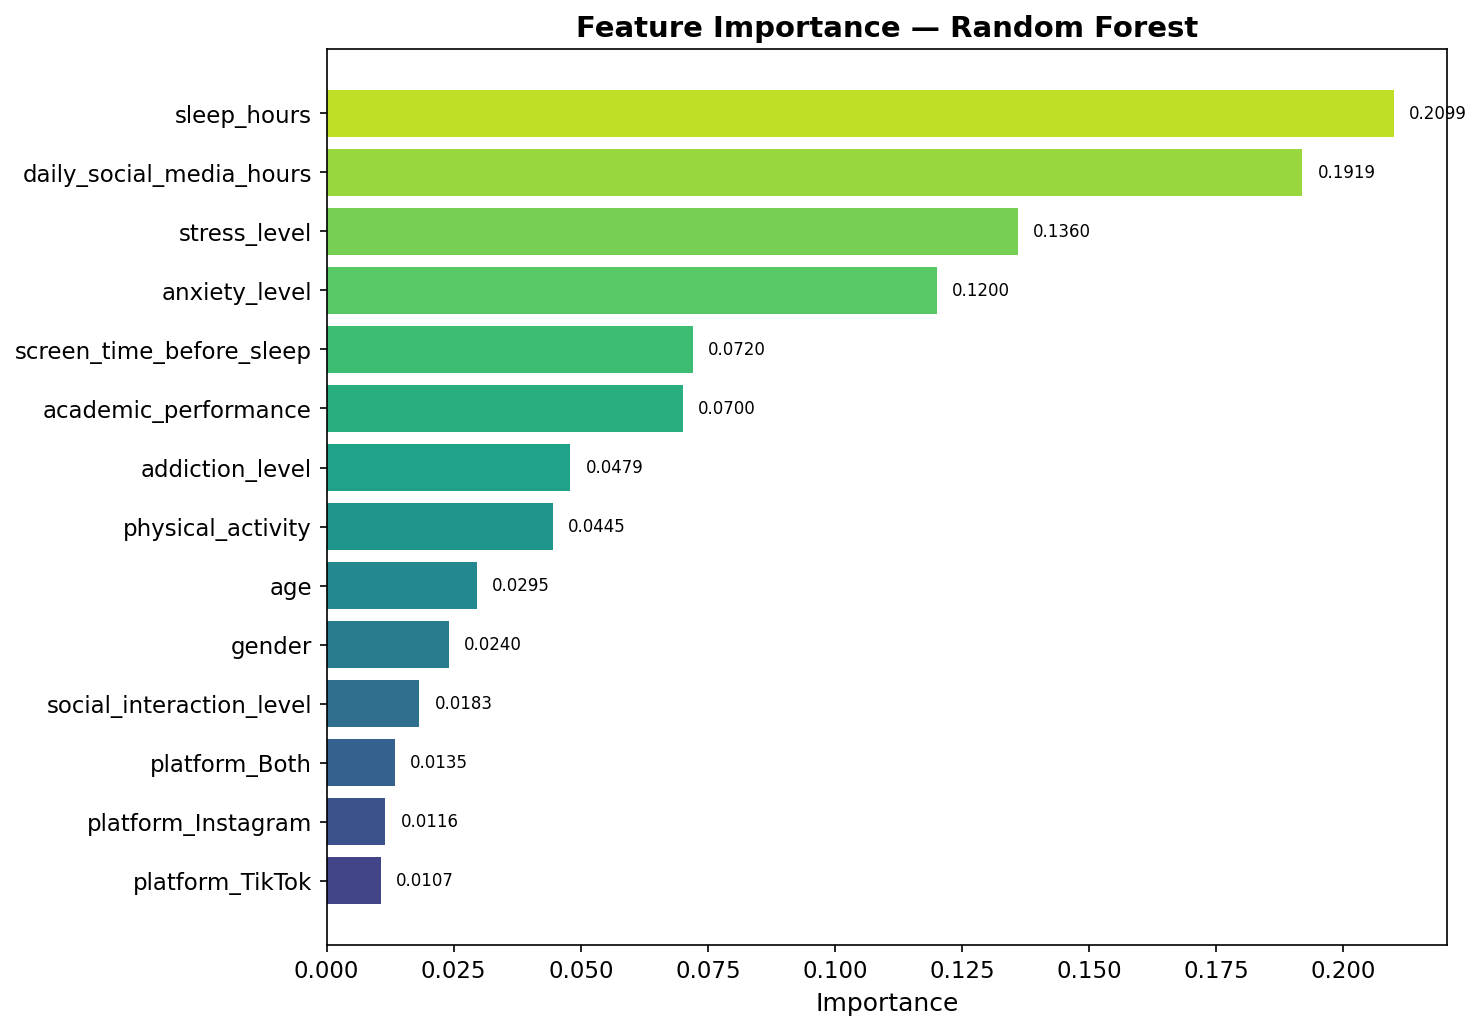 Feature Importance — Random Forest
sleep_hours 0.2099
daily_social_media_hours 0.1919
stress_level 0.1360
anxiety_level 0.1200
screen_time_before_sleep 0.0720
academic_performance 0.0700
addiction_level 0.0479
physical_activity 0.0445
age 0.0295
gender 0.0240
social_interaction_level 0.0183
platform_Both 0.0135
platform_Instagram 0.0116
platform_TikTok 0.0107
0.000 0.025 0.050 0.075 0.100 0.125 0.150 0.175 0.200
Importance